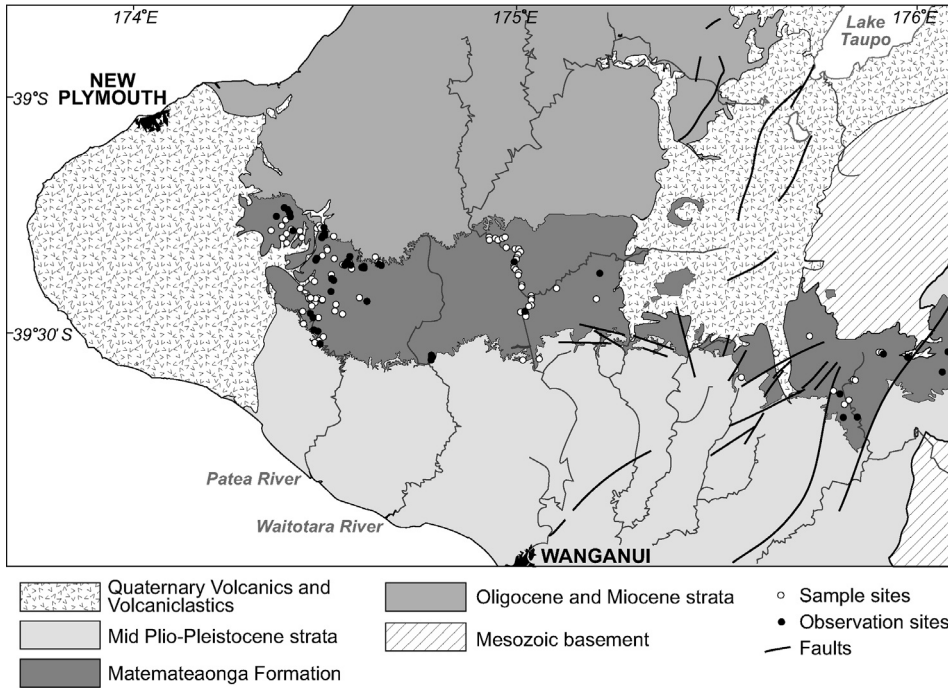 174°E
175°E
176°E
Lake
Taupo
NEW
PLYMOUTH
39°S
39°30 S
Patea River
Waitotara River
WANGANUI
Quaternary Volcanics and
Volcaniclastics
Mid Plio-Pleistocene strata
Matemateaonga Formation
Oligocene and Miocene strata
Mesozoic basement
Sample sites
Observation sites
Faults